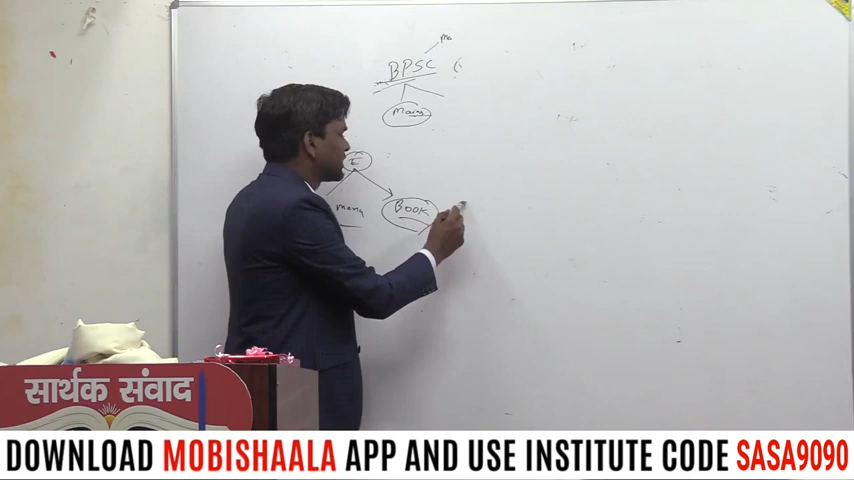 BPSC
Mains
E
Book
सार्थक संवाद
DOWNLOAD MOBISHAALA APP AND USE INSTITUTE CODE SASA9090